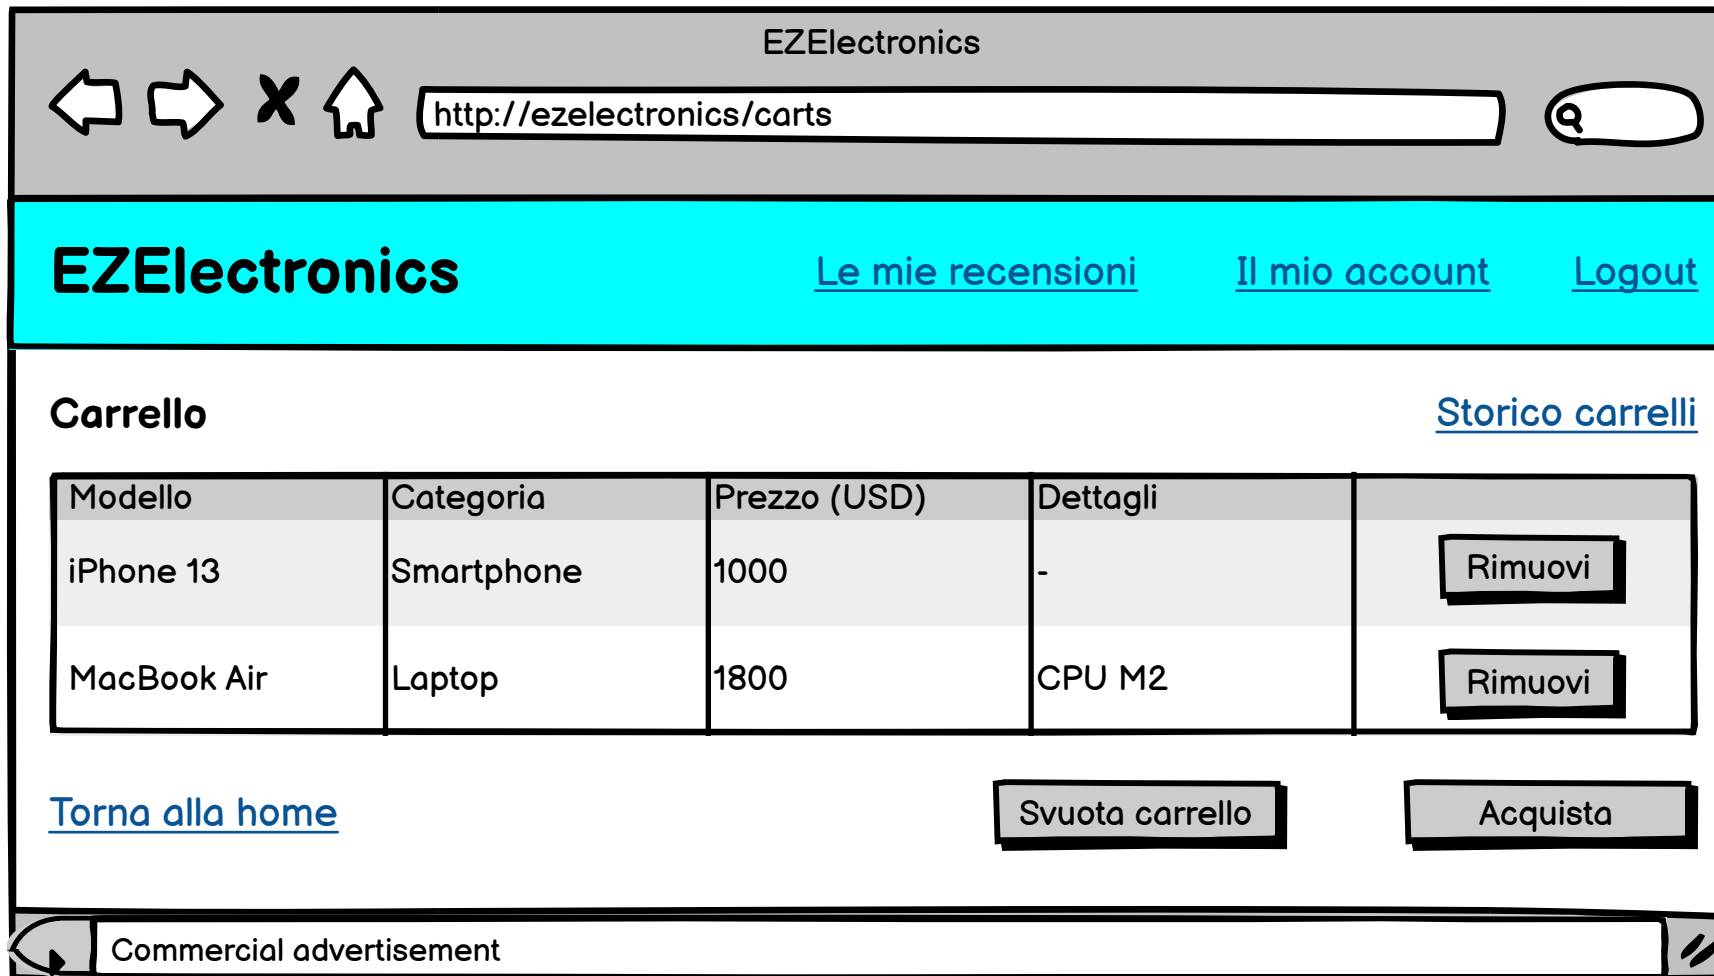 EZElectronics
http://ezelectronics/carts
EZElectronics Le mie recensioni Il mio account Logout
Carrello Storico carrelli
Modello Categoria Prezzo (USD) Dettagli
iPhone 13 Smartphone 1000 - Rimuovi
MacBook Air Laptop 1800 CPU M2 Rimuovi
Torna alla home Svuota carrello Acquista
Commercial advertisement